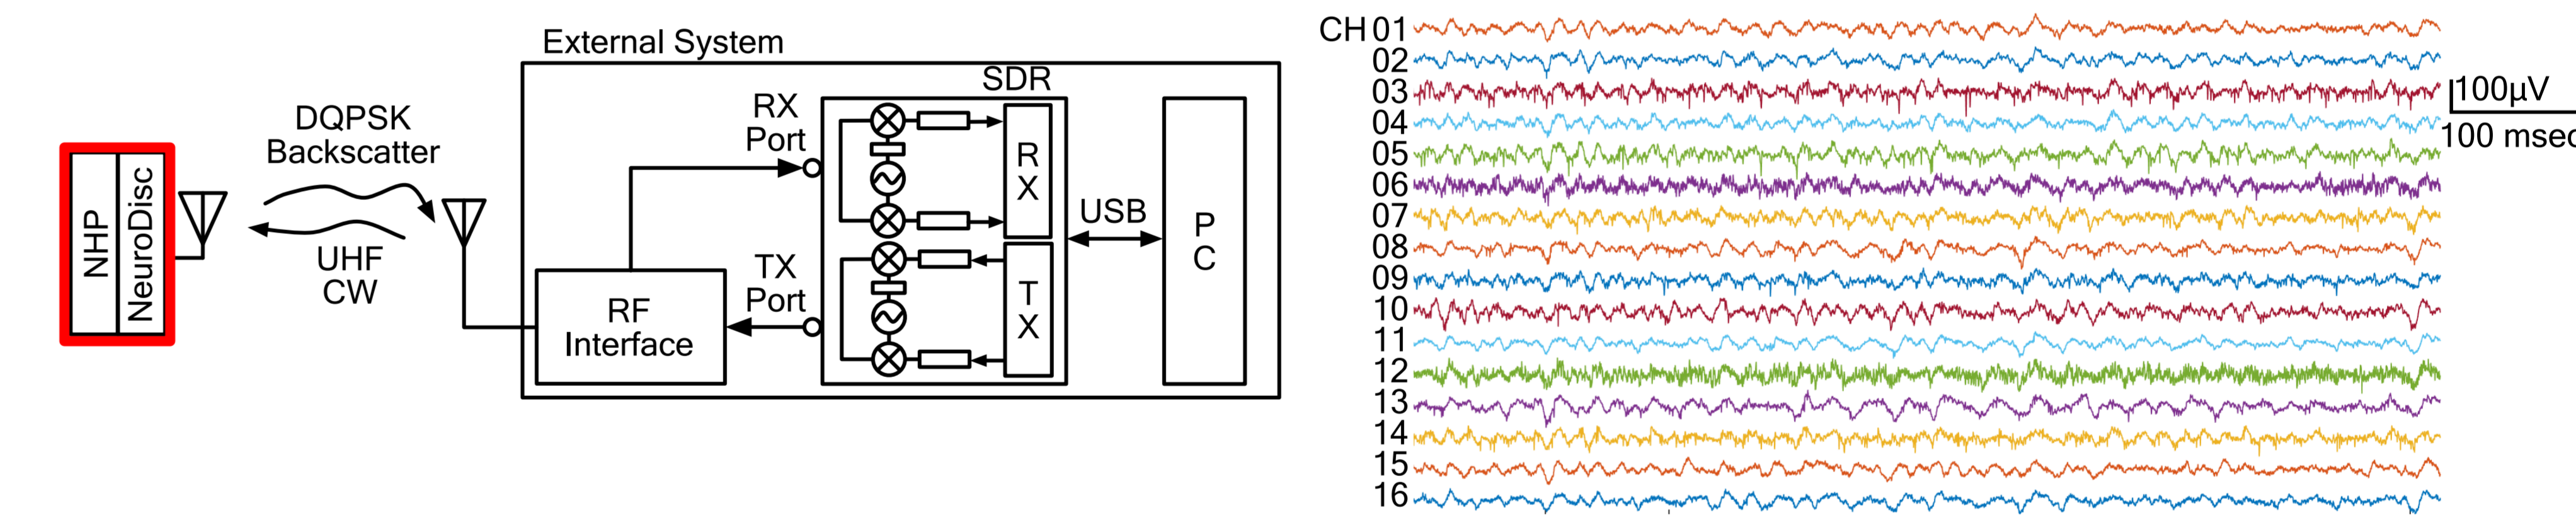 External System
SDR
DQPSK
Backscatter
UHF
CW
NHP
NeuroDisc
RX
Port
TX
Port
RF
Interface
R
X
T
X
USB
P
C
CH 01
02
03
04
05
06
07
08
09
10
11
12
13
14
15
16
100μV
100 msec